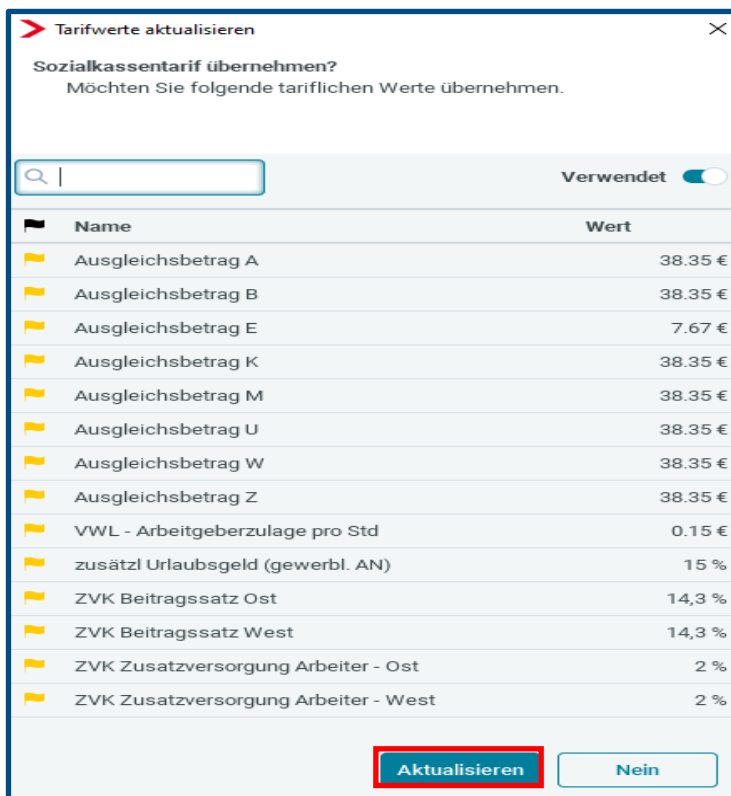 Tarifwerte aktualisieren
Sozialkassentarif übernehmen?
Möchten Sie folgende tariflichen Werte übernehmen.
Verwendet
Name Wert
Ausgleichsbetrag A 38.35 €
Ausgleichsbetrag B 38.35 €
Ausgleichsbetrag E 7.67 €
Ausgleichsbetrag K 38.35 €
Ausgleichsbetrag M 38.35 €
Ausgleichsbetrag U 38.35 €
Ausgleichsbetrag W 38.35 €
Ausgleichsbetrag Z 38.35 €
VWL - Arbeitgeberzulage pro Std 0.15 €
zusätzl Urlaubsgeld (gewerbl. AN) 15 %
ZVK Beitragssatz Ost 14,3 %
ZVK Beitragssatz West 14,3 %
ZVK Zusatzversorgung Arbeiter - Ost 2 %
ZVK Zusatzversorgung Arbeiter - West 2 %
Aktualisieren Nein